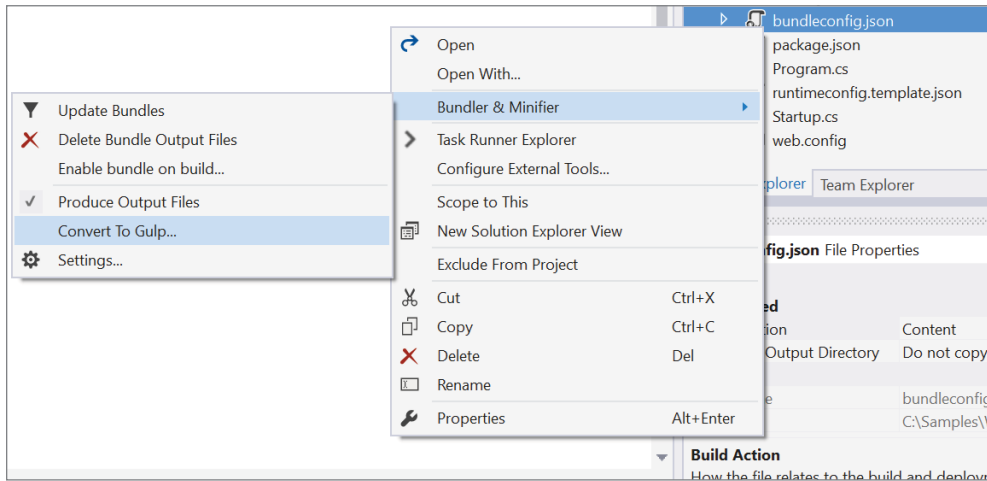 bundleconfig.json
package.json
Program.cs
runtimeconfig.template.json
Startup.cs
web.config
Open
Open With...
Bundler & Minifier
Task Runner Explorer
Configure External Tools...
Scope to This
New Solution Explorer View
Exclude From Project
Cut Ctrl+X
Copy Ctrl+C
Delete Del
Rename
Properties Alt+Enter
Update Bundles
Delete Bundle Output Files
Enable bundle on build...
Produce Output Files
Convert To Gulp...
Settings...
plorer Team Explorer
fig.json File Properties
ed
ion Content
Output Directory Do not copy
e bundleconfig
C:\Samples\
Build Action
How the file relates to the build and deploym